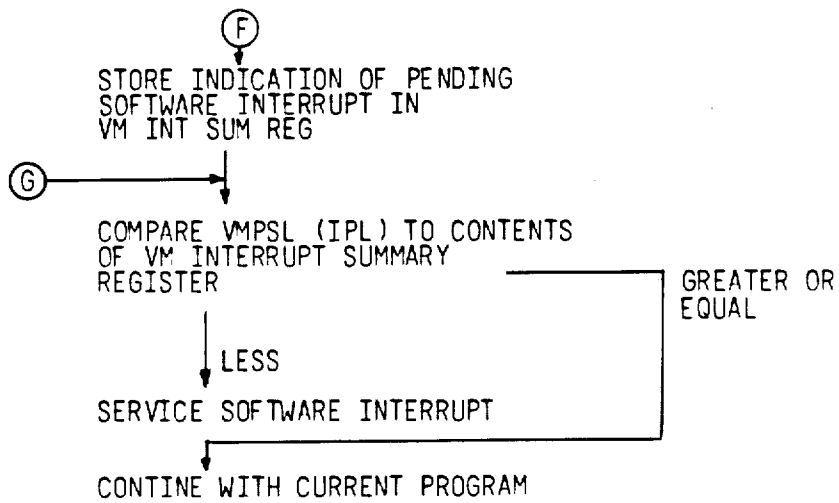 F
STORE INDICATION OF PENDING
SOFTWARE INTERRUPT IN
VM INT SUM REG
G
COMPARE VMPSL (IPL) TO CONTENTS
OF VM INTERRUPT SUMMARY
REGISTER
GREATER OR
EQUAL
LESS
SERVICE SOFTWARE INTERRUPT
CONTINE WITH CURRENT PROGRAM